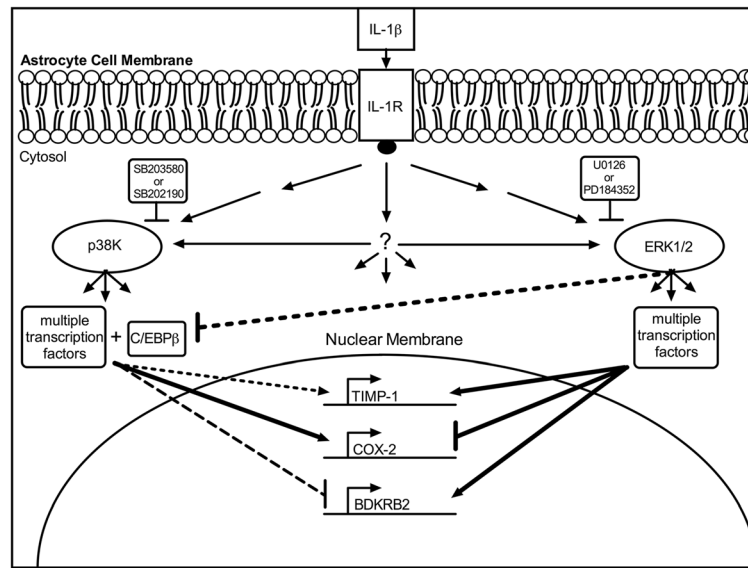 IL-1β
Astrocyte Cell Membrane
IL-1R
Cytosol
SB203580
or
SB202190
U0126
or
PD184352
p38K
?
ERK1/2
multiple
transcription
factors
+
C/EBPβ
multiple
transcription
factors
Nuclear Membrane
TIMP-1
COX-2
BDKRB2